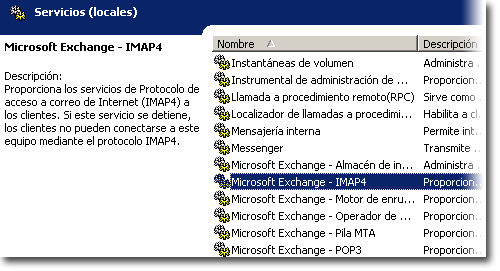 Servicios (locales)
Microsoft Exchange - IMAP4
Descripción:
Proporciona los servicios de Protocolo de
acceso a correo de Internet (IMAP4) a
los clientes. Si este servicio se detiene,
los clientes no pueden conectarse a este
equipo mediante el protocolo IMAP4.
Nombre Descripción
Instantáneas de volumen Administra
Instrumental de administración de ... Proporcion...
Llamada a procedimiento remoto(RPC) Sirve como...
Localizador de llamadas a procedimi... Habilita a cl
Mensajería interna Permite int...
Messenger Transmite
Microsoft Exchange - Almacén de in... Administra ...
Microsoft Exchange - IMAP4 Proporcion...
Microsoft Exchange - Motor de enru... Proporcion...
Microsoft Exchange - Operador de ... Proporcion...
Microsoft Exchange - Pila MTA Proporcion...
Microsoft Exchange - POP3 Proporcion...